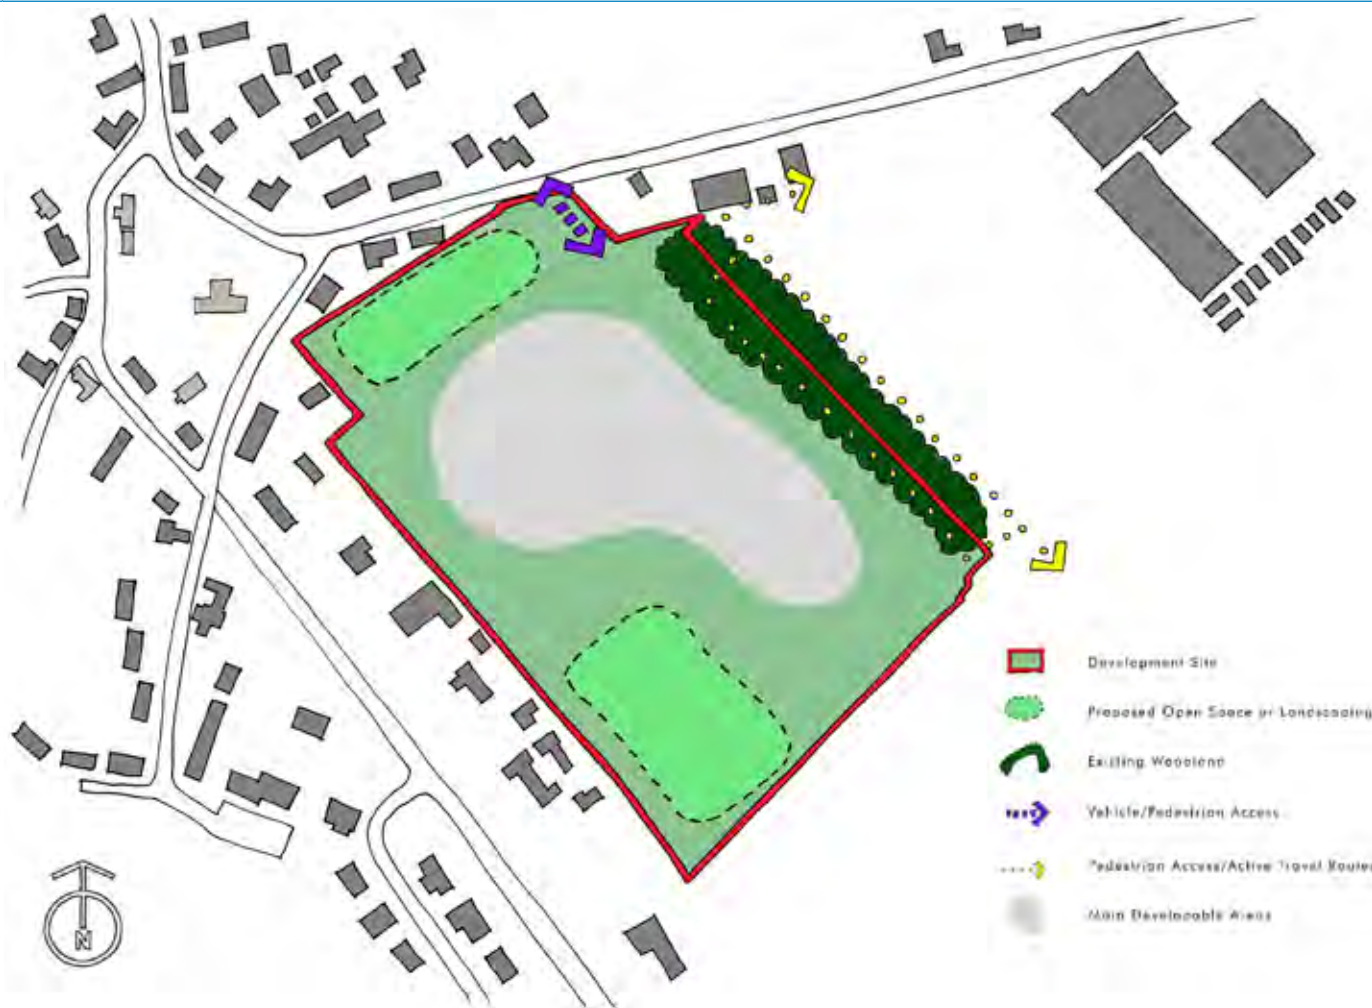 Development Site
Proposed Open Space or Landscaping
Existing Woodland
Vehicle/Pedestrian Access
Pedestrian Access/Active Travel Route
Main Developable Areas
N